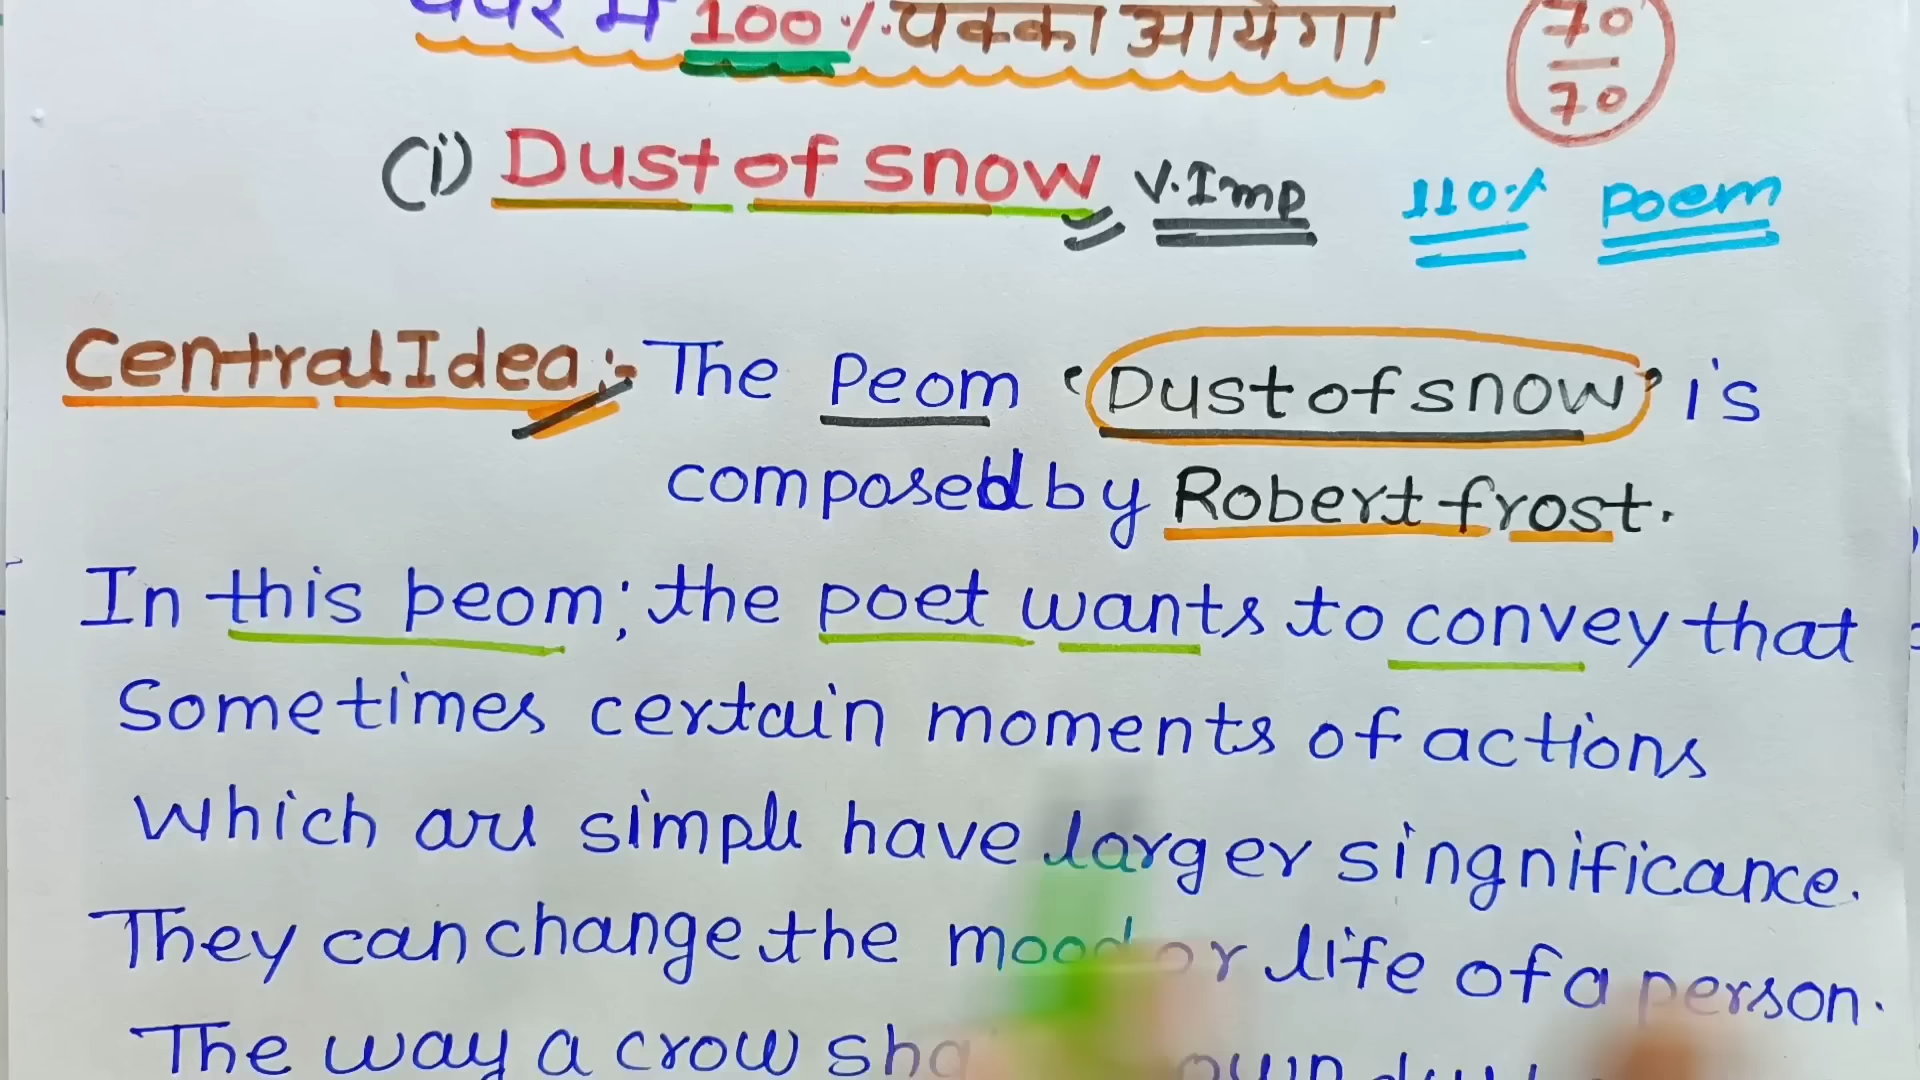 पेपर में 100% पक्का आयेगा
70
70
(i) Dust of snow V.Imp 110% Poem
Central Idea :- The Peom 'Dust of snow' is
composed by Robert frost.
In this beom; the poet wants to convey that
Sometimes certain moments of actions
which are simple have larger singnificance.
They can change the mood or life of a person.
The way a crow sha